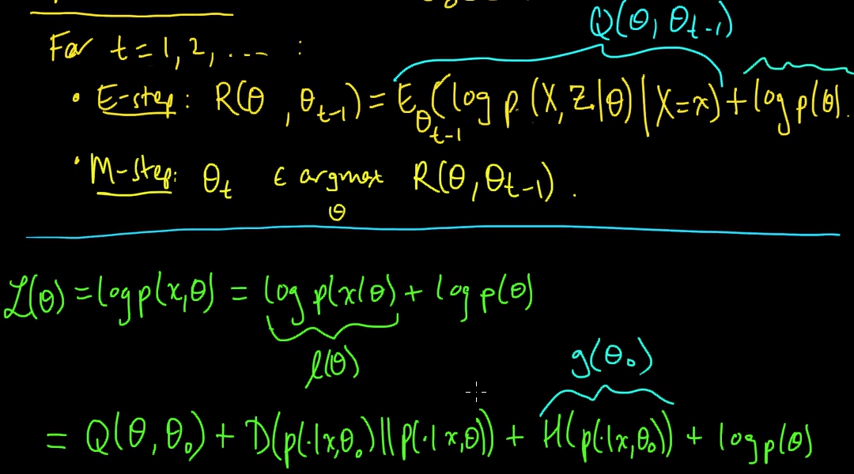 Q(θ, θt-1)
For t = 1, 2, .... :
• E-step: R(θ, θt-1) = Eθt-1(log p(X, Z|θ)|X=x) + log p(θ).
• M-step: θt ∈ argmax R(θ, θt-1).
θ
L(θ) = log p(x, θ) = log p(x|θ) + log p(θ)
l(θ)
g(θ0)
= Q(θ, θ0) + D(p(·|x,θ0)||p(·|x,θ)) + H(p(·|x,θ0)) + log p(θ)